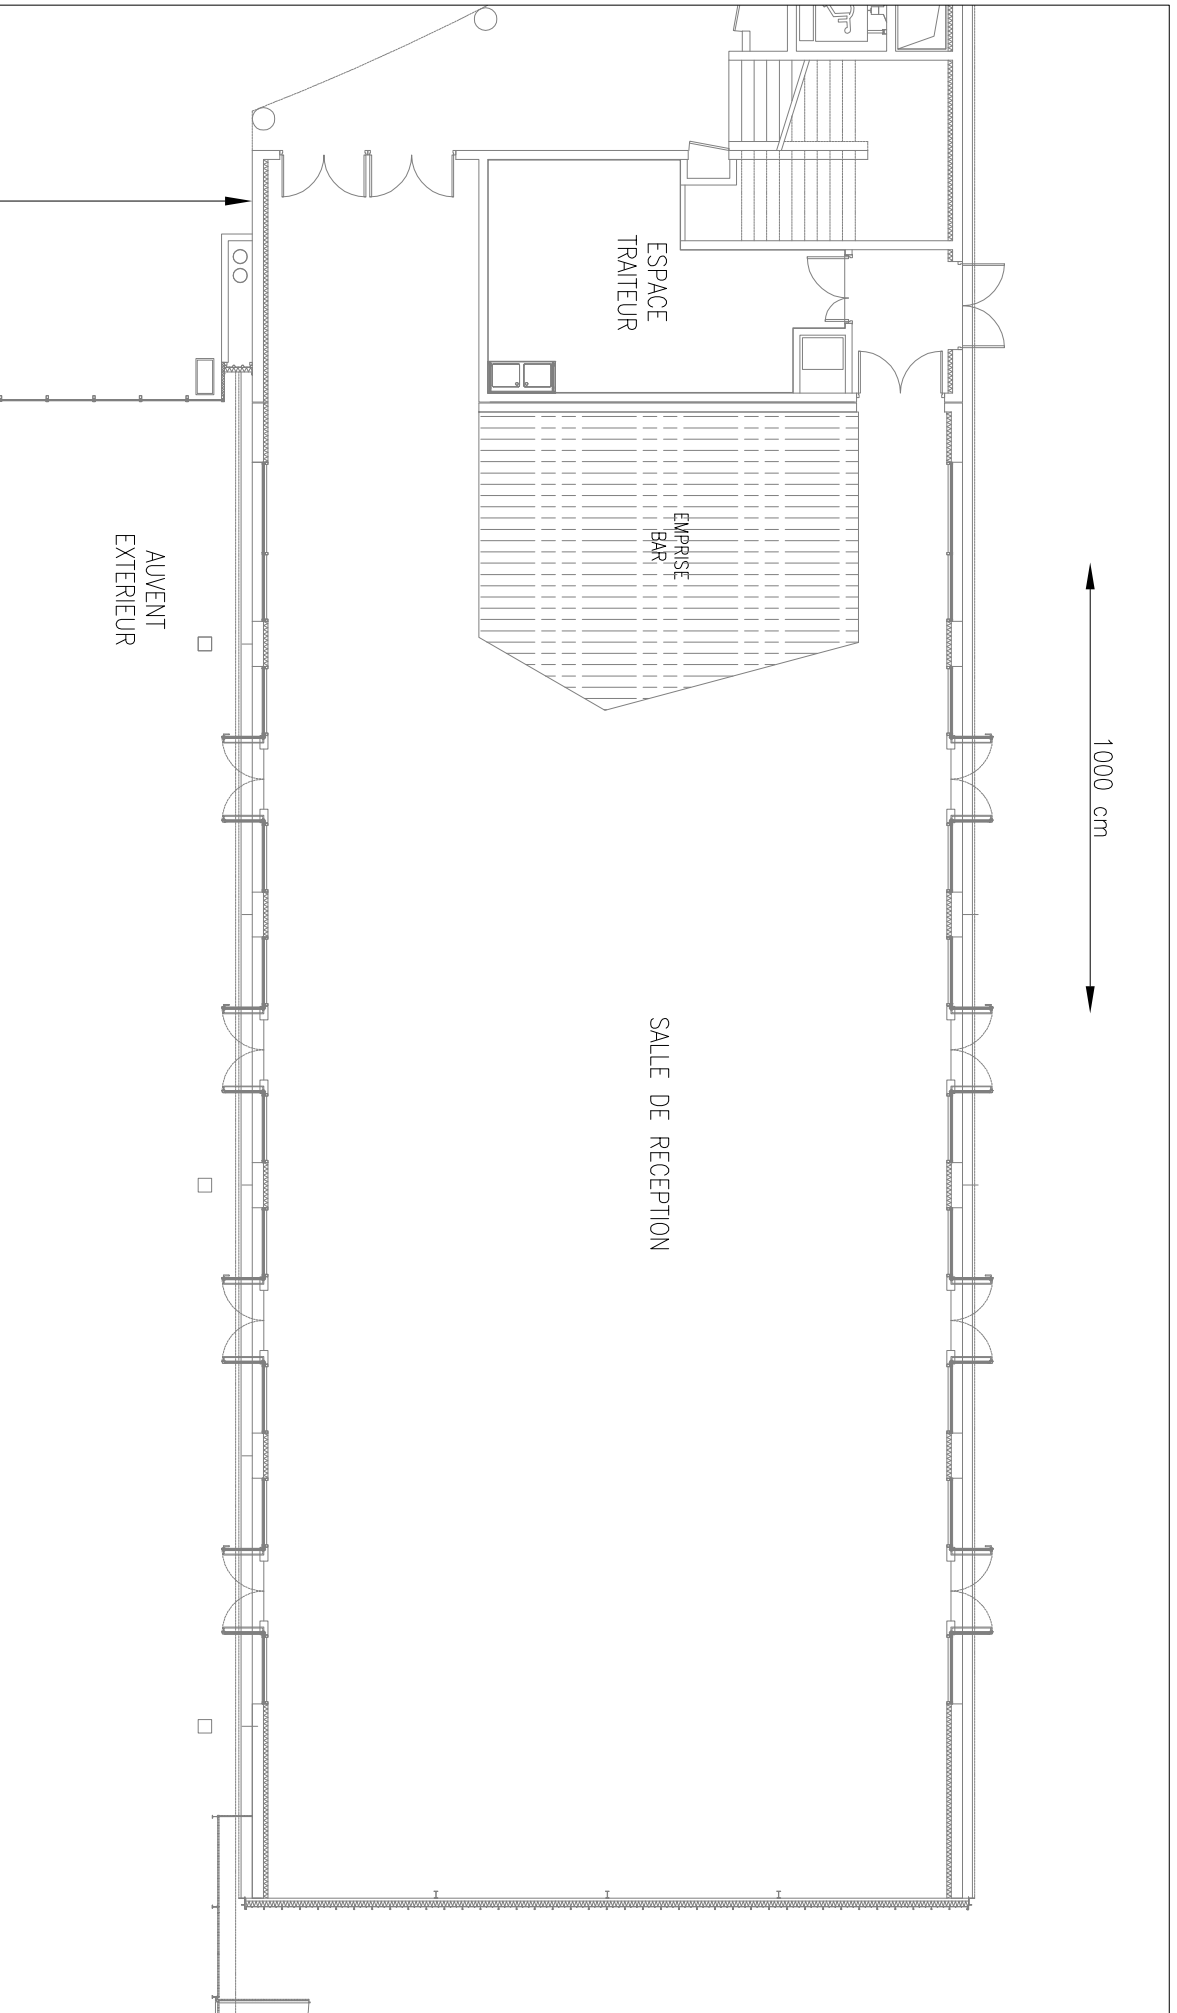 ESPACE
TRAITEUR
EMPRISE
BAR
AUVENT
EXTERIEUR
1000 cm
SALLE DE RECEPTION